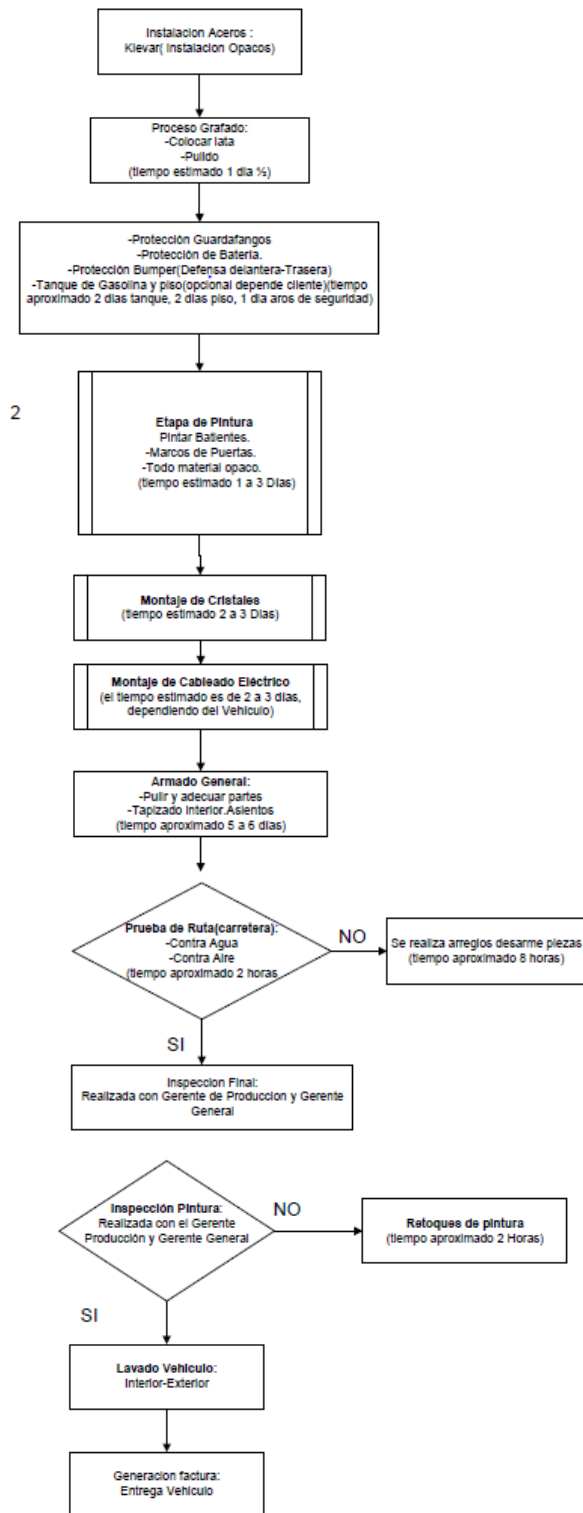 Instalacion Aceros :
Klevar( Instalacion Opacos)
Proceso Grafado:
-Colocar lata
-Pulido
(tiempo estimado 1 dia ½)
-Protección Guardafangos
-Protección de Batería.
-Protección Bumper(Defensa delantera-Trasera)
-Tanque de Gasolina y piso(opcional depende cliente)(tiempo
aproximado 2 dias tanque, 2 dias piso, 1 dia aros de seguridad)
2
Etapa de Pintura
Pintar Batientes.
-Marcos de Puertas.
-Todo material opaco.
(tiempo estimado 1 a 3 Dias)
Montaje de Cristales
(tiempo estimado 2 a 3 Dias)
Montaje de Cableado Eléctrico
(el tiempo estimado es de 2 a 3 dias,
dependiendo del Vehiculo)
Armado General:
-Pulir y adecuar partes
-Tapizado Interior.Asientos
(tiempo aproximado 5 a 6 dias)
Prueba de Ruta(carretera):
-Contra Agua
-Contra Aire
(tiempo aproximado 2 horas
NO
Se realiza arreglos desarme piezas
(tiempo aproximado 8 horas)
SI
Inspeccion Final:
Realizada con Gerente de Produccion y Gerente
General
Inspección Pintura:
Realizada con el Gerente
Producción y Gerente General
NO
Retoques de pintura
(tiempo aproximado 2 Horas)
SI
Lavado Vehiculo:
Interior-Exterior
Generacion factura:
Entrega Vehiculo